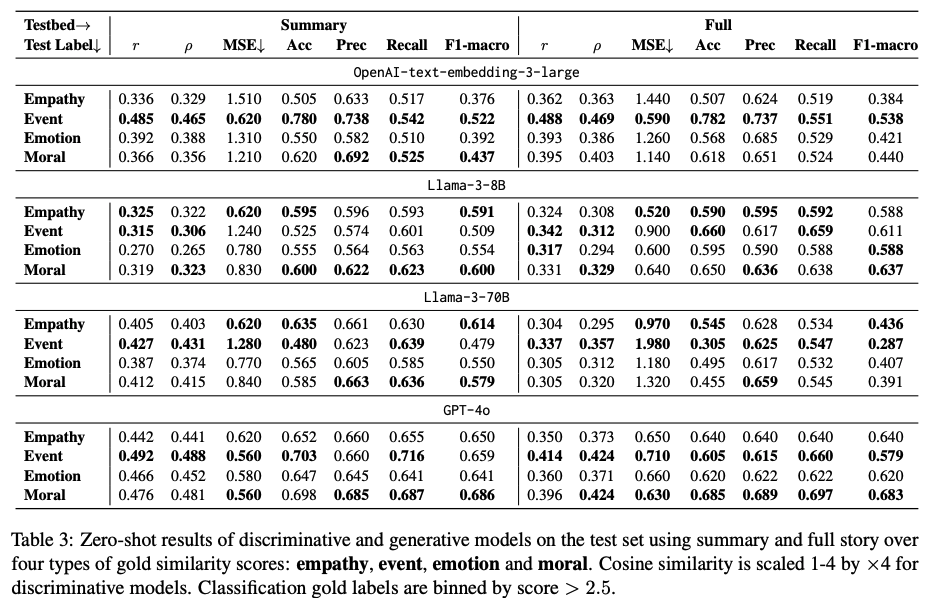 Testbed→ Summary Full
Test Label↓ r ρ MSE↓ Acc Prec Recall F1-macro r ρ MSE↓ Acc Prec Recall F1-macro
OpenAI-text-embedding-3-large
Empathy 0.336 0.329 1.510 0.505 0.633 0.517 0.376 0.362 0.363 1.440 0.507 0.624 0.519 0.384
Event 0.485 0.465 0.620 0.780 0.738 0.542 0.522 0.488 0.469 0.590 0.782 0.737 0.551 0.538
Emotion 0.392 0.388 1.310 0.550 0.582 0.510 0.392 0.393 0.386 1.260 0.568 0.685 0.529 0.421
Moral 0.366 0.356 1.210 0.620 0.692 0.525 0.437 0.395 0.403 1.140 0.618 0.651 0.524 0.440
Llama-3-8B
Empathy 0.325 0.322 0.620 0.595 0.596 0.593 0.591 0.324 0.308 0.520 0.590 0.595 0.592 0.588
Event 0.315 0.306 1.240 0.525 0.574 0.601 0.509 0.342 0.312 0.900 0.660 0.617 0.659 0.611
Emotion 0.270 0.265 0.780 0.555 0.564 0.563 0.554 0.317 0.294 0.600 0.595 0.590 0.588 0.588
Moral 0.319 0.323 0.830 0.600 0.622 0.623 0.600 0.331 0.329 0.640 0.650 0.636 0.638 0.637
Llama-3-70B
Empathy 0.405 0.403 0.620 0.635 0.661 0.630 0.614 0.304 0.295 0.970 0.545 0.628 0.534 0.436
Event 0.427 0.431 1.280 0.480 0.623 0.639 0.479 0.337 0.357 1.980 0.305 0.625 0.547 0.287
Emotion 0.387 0.374 0.770 0.565 0.605 0.585 0.550 0.305 0.312 1.180 0.495 0.617 0.532 0.407
Moral 0.412 0.415 0.840 0.585 0.663 0.636 0.579 0.305 0.320 1.320 0.455 0.659 0.545 0.391
GPT-4o
Empathy 0.442 0.441 0.620 0.652 0.660 0.655 0.650 0.350 0.373 0.650 0.640 0.640 0.640 0.640
Event 0.492 0.488 0.560 0.703 0.660 0.716 0.659 0.414 0.424 0.710 0.605 0.615 0.660 0.579
Emotion 0.466 0.452 0.580 0.647 0.645 0.641 0.641 0.360 0.371 0.660 0.620 0.622 0.622 0.620
Moral 0.476 0.481 0.560 0.698 0.685 0.687 0.686 0.396 0.424 0.630 0.685 0.689 0.697 0.683
Table 3: Zero-shot results of discriminative and generative models on the test set using summary and full story over
four types of gold similarity scores: empathy, event, emotion and moral. Cosine similarity is scaled 1-4 by ×4 for
discriminative models. Classification gold labels are binned by score > 2.5.